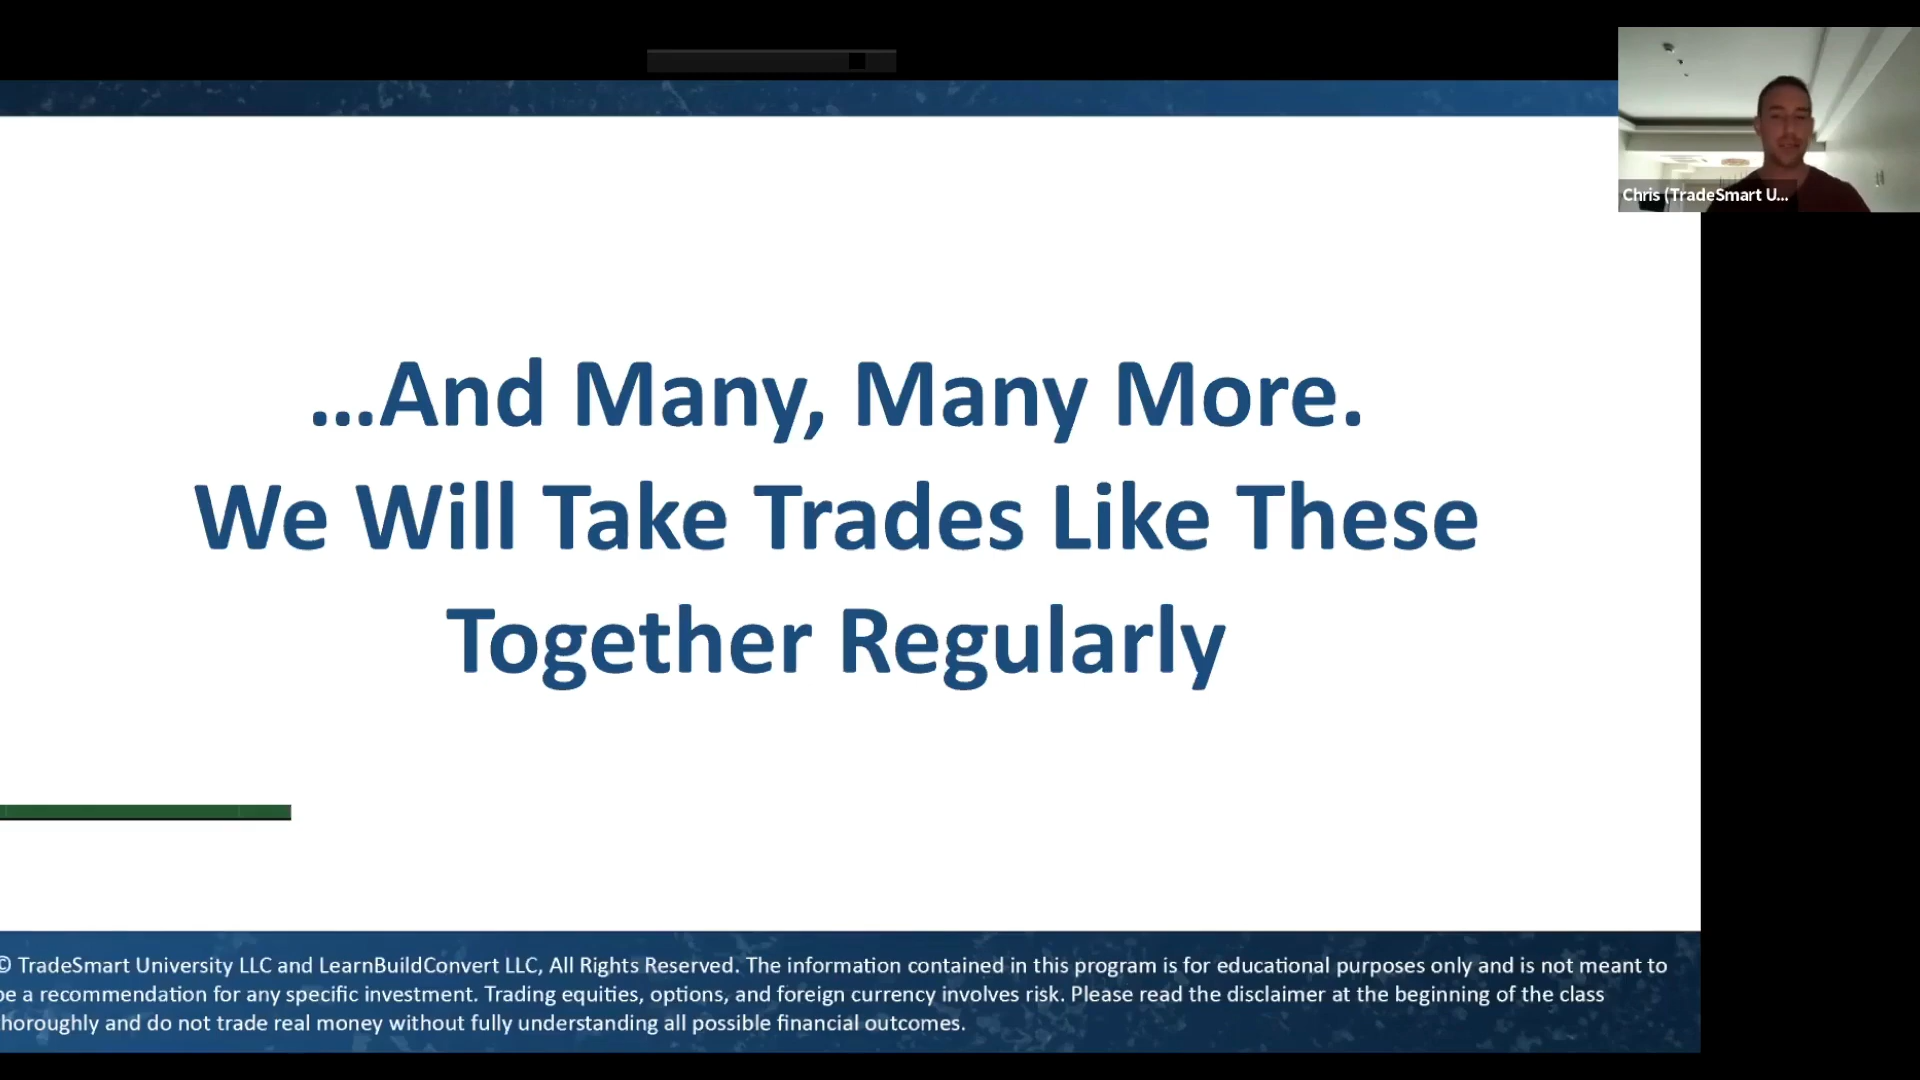 Chris (TradeSmart U...
...And Many, Many More.
We Will Take Trades Like These
Together Regularly
© TradeSmart University LLC and LearnBuildConvert LLC, All Rights Reserved. The information contained in this program is for educational purposes only and is not meant to
be a recommendation for any specific investment. Trading equities, options, and foreign currency involves risk. Please read the disclaimer at the beginning of the class
horoughly and do not trade real money without fully understanding all possible financial outcomes.